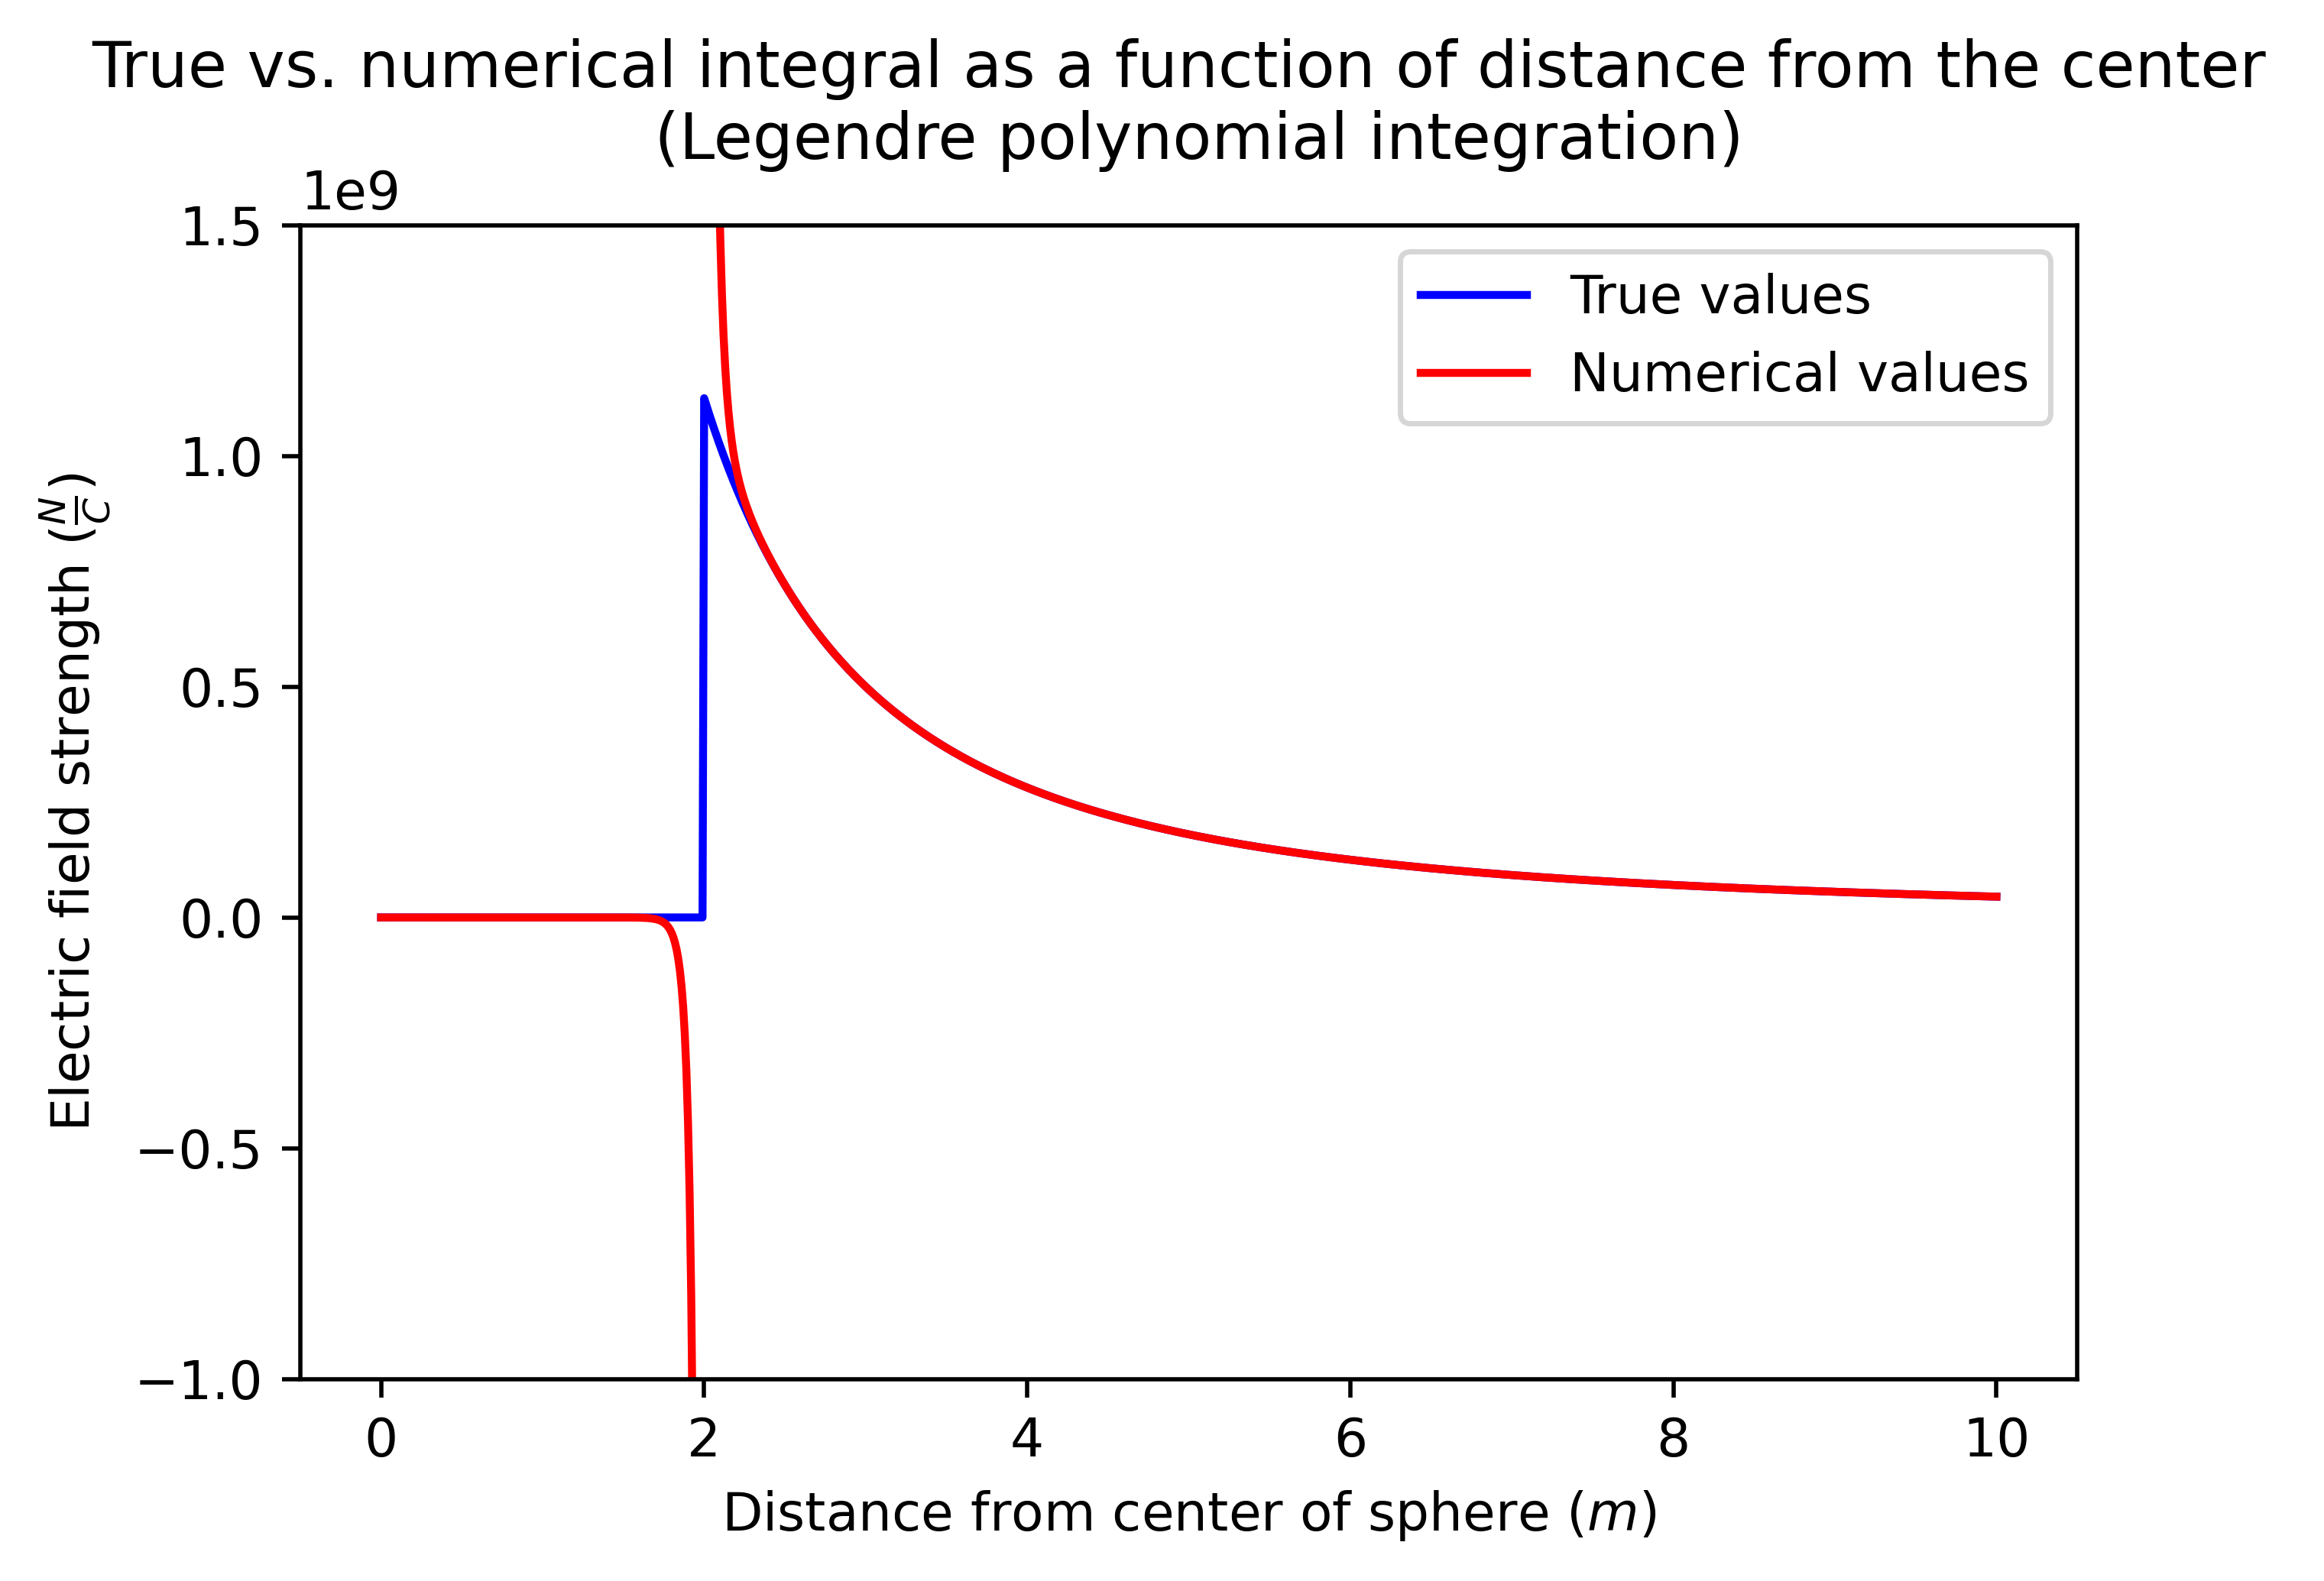 True vs. numerical integral as a function of distance from the center
(Legendre polynomial integration)
1e9
1.5
1.0
0.5
0.0
−0.5
−1.0
Electric field strength (N/C)
True values
Numerical values
0 2 4 6 8 10
Distance from center of sphere (m)